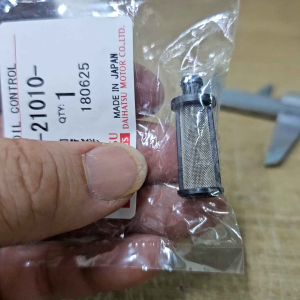 OIL CONTROL
-21010-
QTY: 1
180625
MADE IN JAPAN
DAIHATSU MOTOR CO.,LTD.